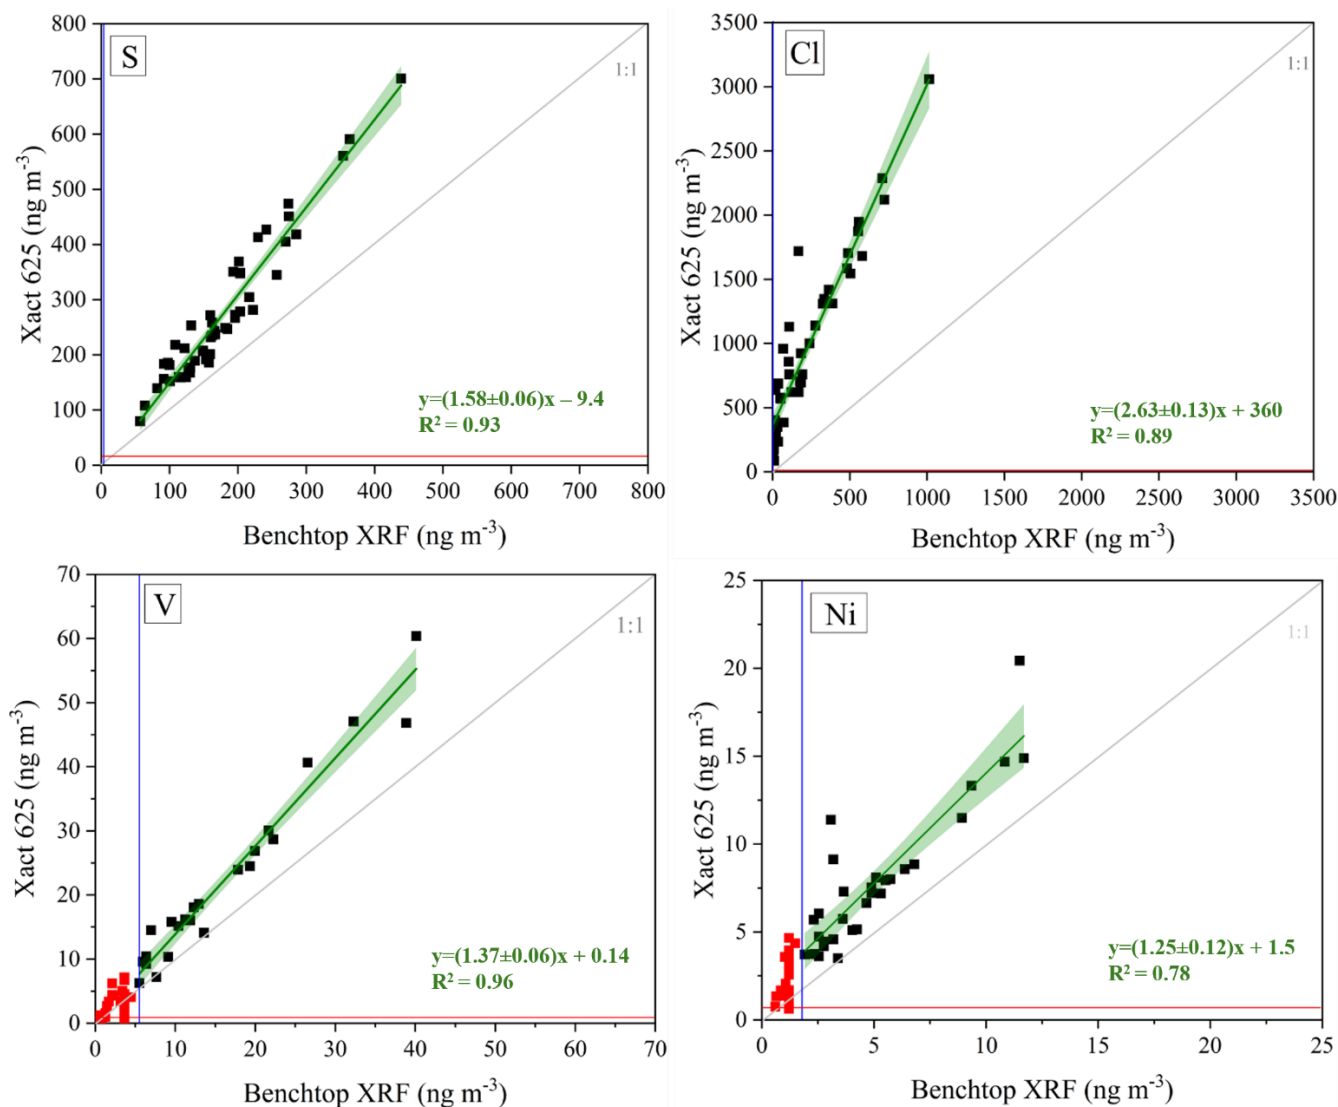 S
1:1
800
700
600
500
400
300
200
100
0
Xact 625 (ng m⁻³)
y=(1.58±0.06)x – 9.4
R² = 0.93
0 100 200 300 400 500 600 700 800
Benchtop XRF (ng m⁻³)
Cl
1:1
3500
3000
2500
2000
1500
1000
500
0
Xact 625 (ng m⁻³)
y=(2.63±0.13)x + 360
R² = 0.89
0 500 1000 1500 2000 2500 3000 3500
Benchtop XRF (ng m⁻³)
V
1:1
70
60
50
40
30
20
10
0
Xact 625 (ng m⁻³)
y=(1.37±0.06)x + 0.14
R² = 0.96
0 10 20 30 40 50 60 70
Benchtop XRF (ng m⁻³)
Ni
1:1
25
20
15
10
5
0
Xact 625 (ng m⁻³)
y=(1.25±0.12)x + 1.5
R² = 0.78
0 5 10 15 20 25
Benchtop XRF (ng m⁻³)